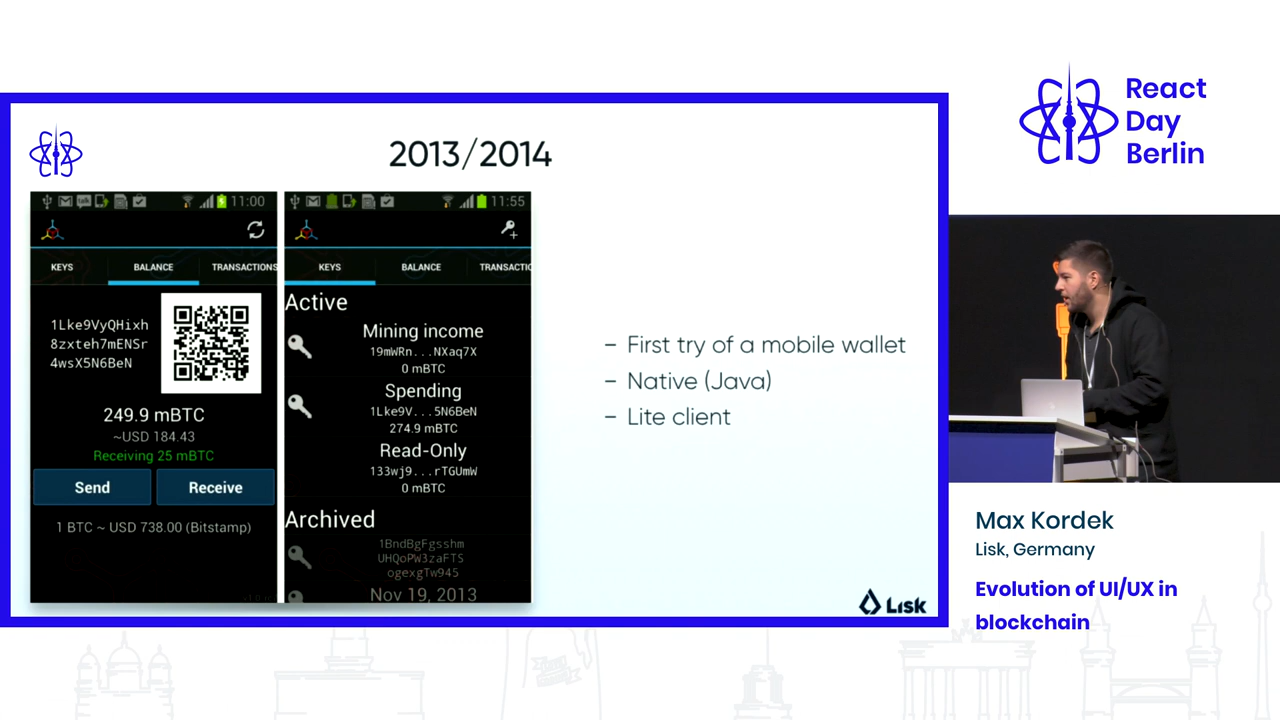 2013/2014
11:00
KEYS
BALANCE
TRANSACTIONS
1Lke9VyQHixh
8zxteh7mENSr
4wsX5N6BeN
249.9 mBTC
~USD 184.43
Receiving 25 mBTC
Send
Receive
1 BTC ~ USD 738.00 (Bitstamp)
11:55
KEYS
BALANCE
TRANSACTIO
Active
Mining income
19mWRn...NXaq7X
0 mBTC
Spending
1Lke9V...5N6BeN
274.9 mBTC
Read-Only
133wj9...rTGUmW
0 mBTC
Archived
1BndBgFgsshm
UHQoPW3zaFTS
ogexgTw945
Nov 19, 2013
– First try of a mobile wallet
– Native (Java)
– Lite client
Lisk
React
Day
Berlin
Max Kordek
Lisk, Germany
Evolution of UI/UX in
blockchain